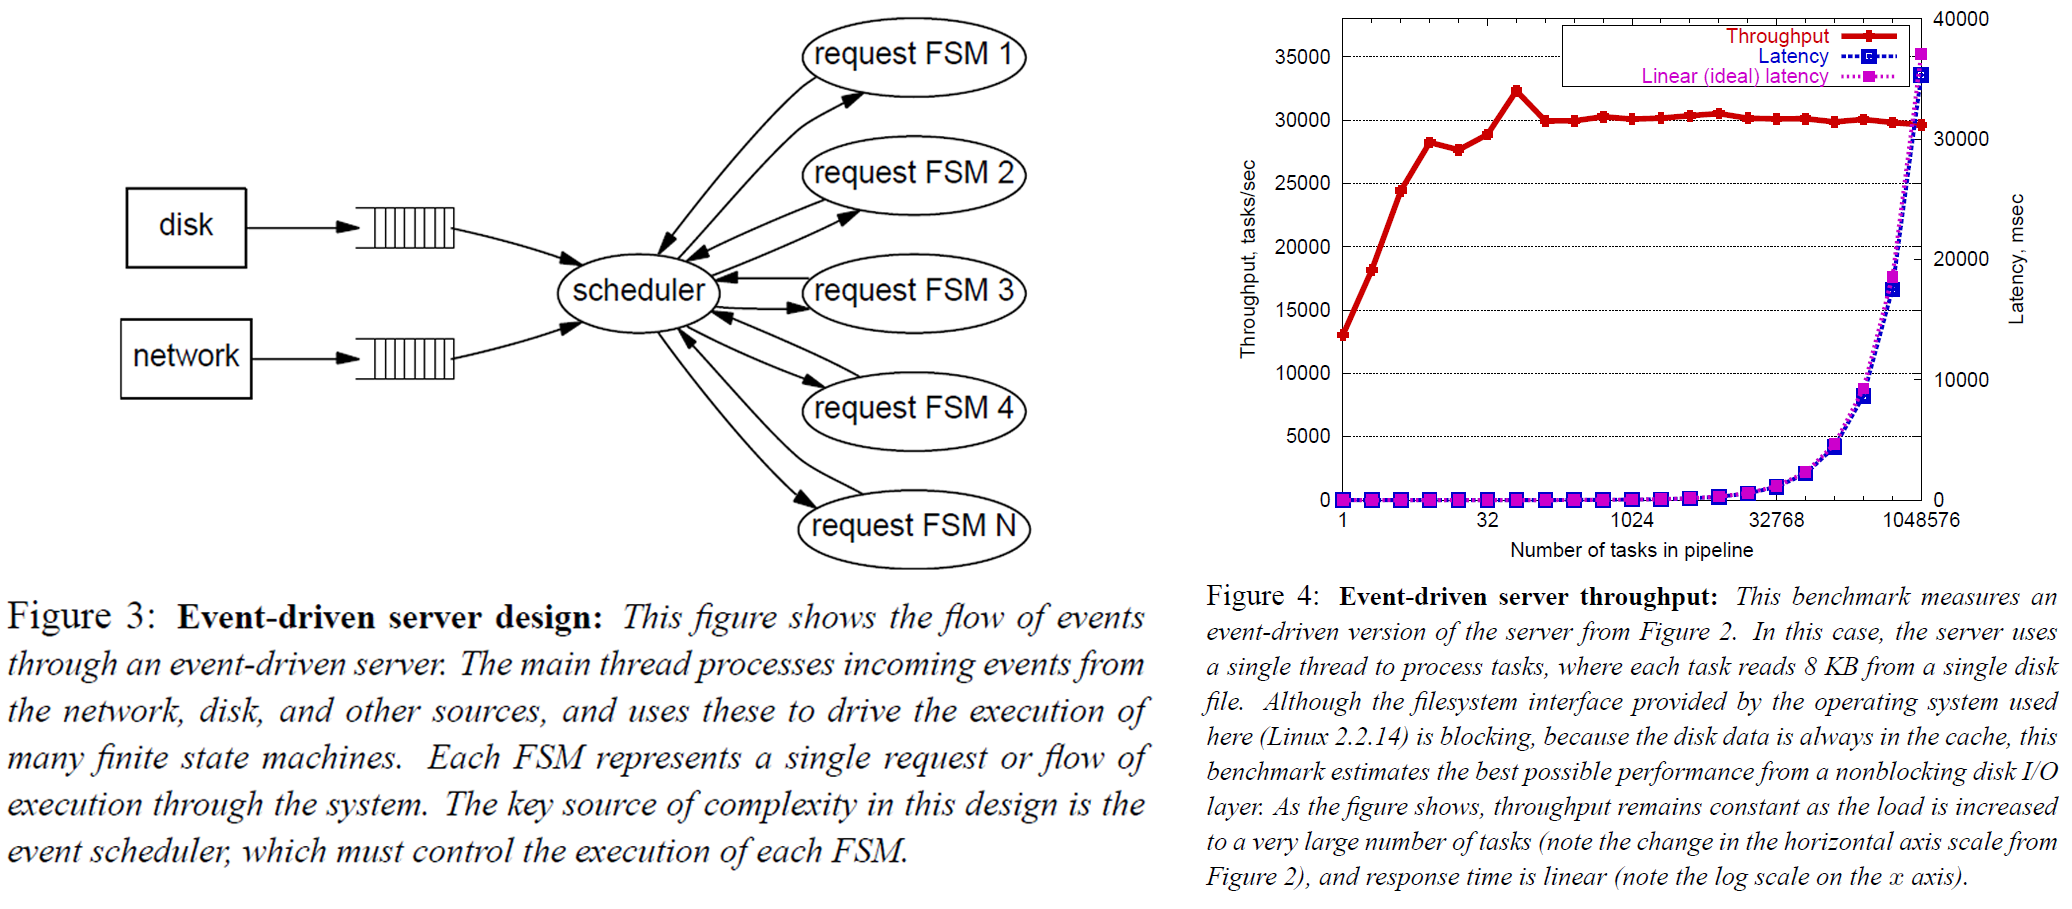 disk
network
scheduler
request FSM 1
request FSM 2
request FSM 3
request FSM 4
request FSM N
Figure 3: Event-driven server design: This figure shows the flow of events
through an event-driven server. The main thread processes incoming events from
the network, disk, and other sources, and uses these to drive the execution of
many finite state machines. Each FSM represents a single request or flow of
execution through the system. The key source of complexity in this design is the
event scheduler, which must control the execution of each FSM.
Throughput
Latency
Linear (ideal) latency
Throughput, tasks/sec
35000
30000
25000
20000
15000
10000
5000
0
40000
30000
20000
10000
0
Latency, msec
1 32 1024 32768 1048576
Number of tasks in pipeline
Figure 4: Event-driven server throughput: This benchmark measures an
event-driven version of the server from Figure 2. In this case, the server uses
a single thread to process tasks, where each task reads 8 KB from a single disk
file. Although the filesystem interface provided by the operating system used
here (Linux 2.2.14) is blocking, because the disk data is always in the cache, this
benchmark estimates the best possible performance from a nonblocking disk I/O
layer. As the figure shows, throughput remains constant as the load is increased
to a very large number of tasks (note the change in the horizontal axis scale from
Figure 2), and response time is linear (note the log scale on the x axis).